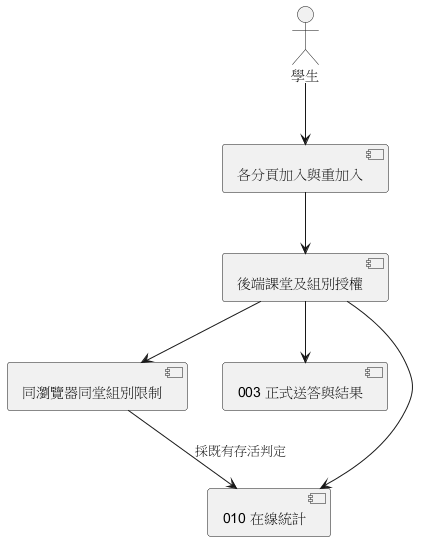 學生
各分頁加入與重加入
後端課堂及組別授權
同瀏覽器同堂組別限制
003 正式送答與結果
採既有存活判定
010 在線統計